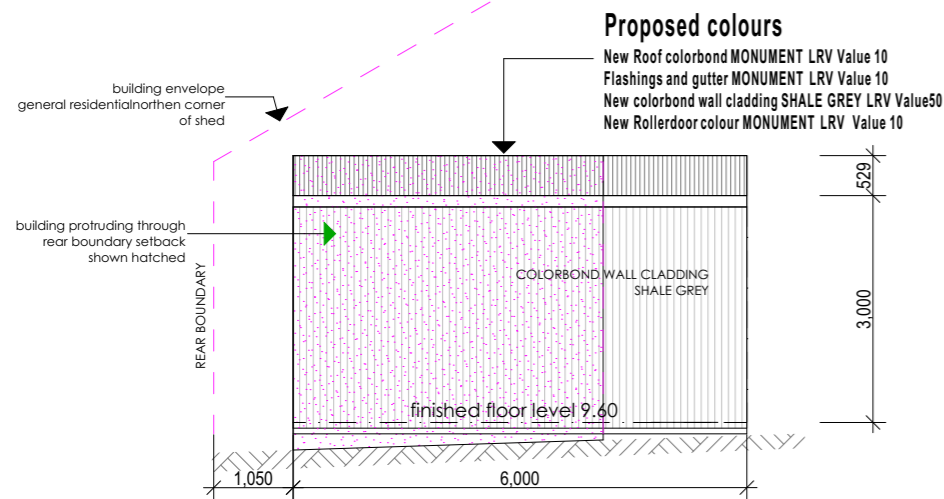 Proposed colours
New Roof colorbond MONUMENT LRV Value 10
Flashings and gutter MONUMENT LRV Value 10
New colorbond wall cladding SHALE GREY LRV Value50
New Rollerdoor colour MONUMENT LRV Value 10
building envelope
general residentialnorthen corner
of shed
529
building protruding through
rear boundary setback
shown hatched
COLORBOND WALL CLADDING
SHALE GREY
REAR BOUNDARY
3,000
finished floor level 9.60
1,050
6,000